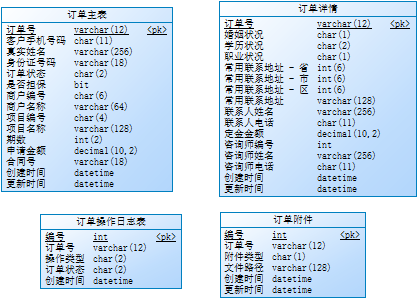 订单主表
订单号 varchar(12) <pk>
客户手机号码 char(11)
真实姓名 varchar(256)
身份证号码 varchar(18)
订单状态 char(2)
是否担保 bit
商户编号 char(6)
商户名称 varchar(64)
项目编号 char(4)
项目名称 varchar(128)
期数 int(2)
申请金额 decimal(10,2)
合同号 varchar(18)
创建时间 datetime
更新时间 datetime
订单详情
订单号 varchar(12) <pk>
婚姻状况 char(1)
学历状况 char(2)
职业状况 char(1)
常用联系地址 - 省 int(6)
常用联系地址 - 市 int(6)
常用联系地址 - 区 int(6)
常用联系地址 varchar(128)
联系人姓名 varchar(256)
联系人电话 char(11)
定金金额 decimal(10,2)
咨询师编号 int
咨询师姓名 varchar(256)
咨询师电话 char(11)
创建时间 datetime
更新时间 datetime
订单操作日志表
编号 int <pk>
订单号 varchar(12)
操作类型 char(2)
订单状态 char(2)
创建时间 datetime
订单附件
编号 int <pk>
订单号 varchar(12)
附件类型 char(1)
文件路径 varchar(128)
创建时间 datetime
更新时间 datetime